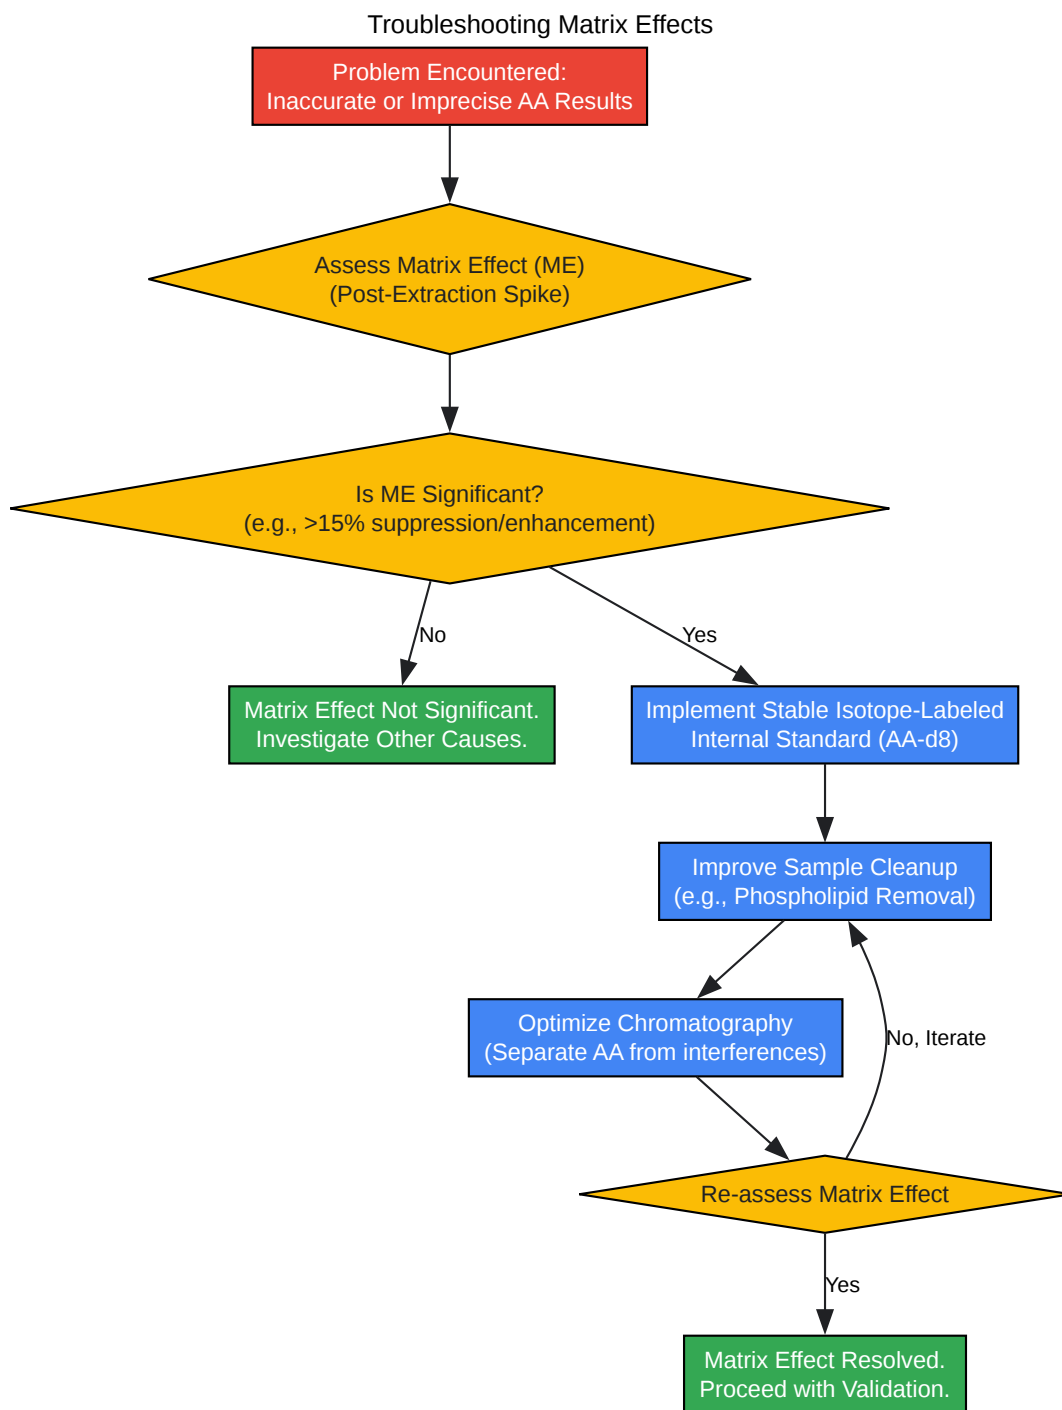 Troubleshooting Matrix Effects
Problem Encountered:
Inaccurate or Imprecise AA Results
Assess Matrix Effect (ME)
(Post-Extraction Spike)
Is ME Significant?
(e.g., >15% suppression/enhancement)
No
Yes
Matrix Effect Not Significant.
Investigate Other Causes.
Implement Stable Isotope-Labeled
Internal Standard (AA-d8)
Improve Sample Cleanup
(e.g., Phospholipid Removal)
Optimize Chromatography
(Separate AA from interferences)
No, Iterate
Re-assess Matrix Effect
Yes
Matrix Effect Resolved.
Proceed with Validation.